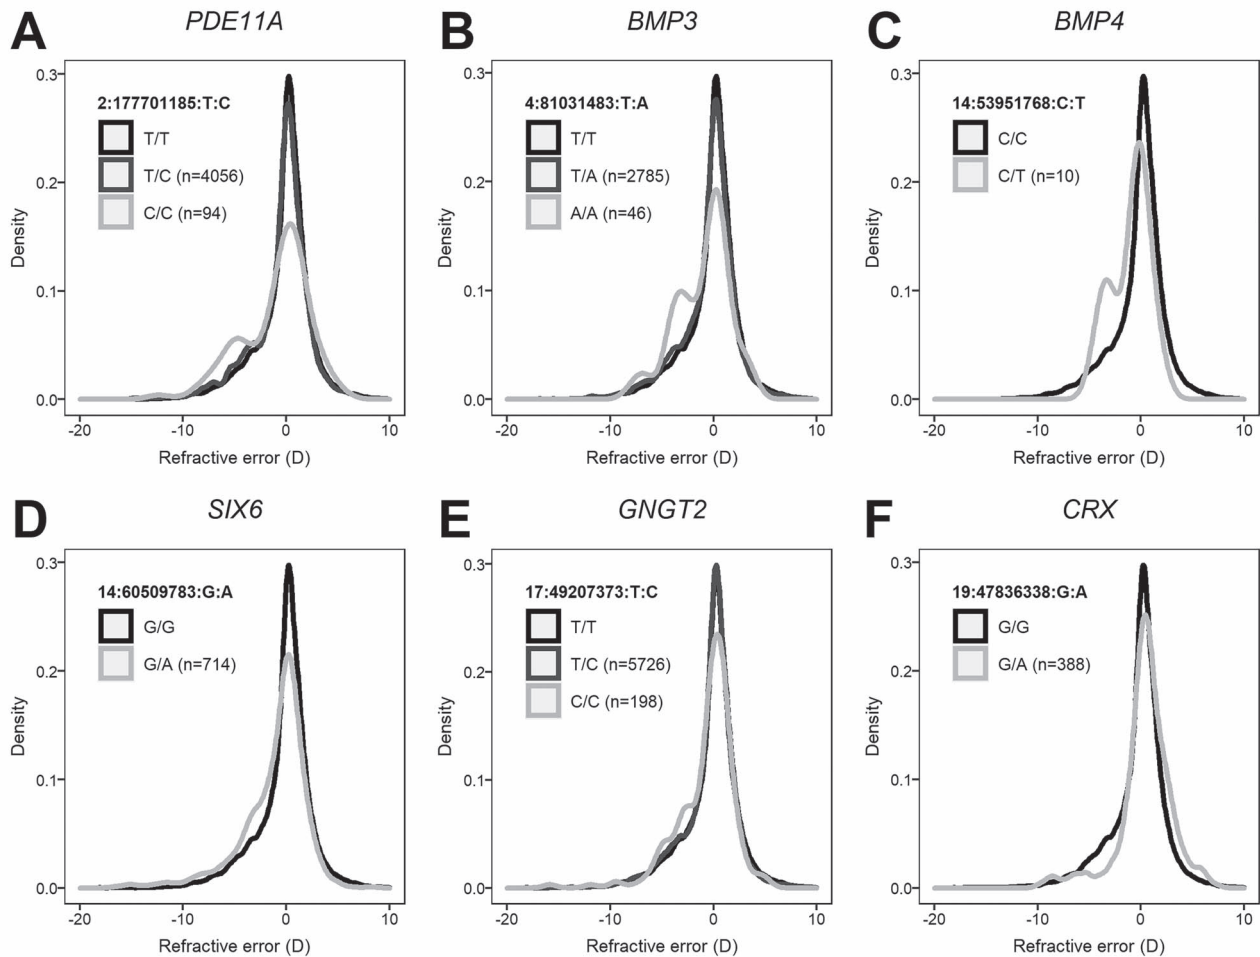 A
PDE11A
0.3
0.2
0.1
0.0
Density
2:177701185:T:C
T/T
T/C (n=4056)
C/C (n=94)
-20
-10
0
10
Refractive error (D)
B
BMP3
0.3
0.2
0.1
0.0
Density
4:81031483:T:A
T/T
T/A (n=2785)
A/A (n=46)
-20
-10
0
10
Refractive error (D)
C
BMP4
0.3
0.2
0.1
0.0
Density
14:53951768:C:T
C/C
C/T (n=10)
-20
-10
0
10
Refractive error (D)
D
SIX6
0.3
0.2
0.1
0.0
Density
14:60509783:G:A
G/G
G/A (n=714)
-20
-10
0
10
Refractive error (D)
E
GNGT2
0.3
0.2
0.1
0.0
Density
17:49207373:T:C
T/T
T/C (n=5726)
C/C (n=198)
-20
-10
0
10
Refractive error (D)
F
CRX
0.3
0.2
0.1
0.0
Density
19:47836338:G:A
G/G
G/A (n=388)
-20
-10
0
10
Refractive error (D)